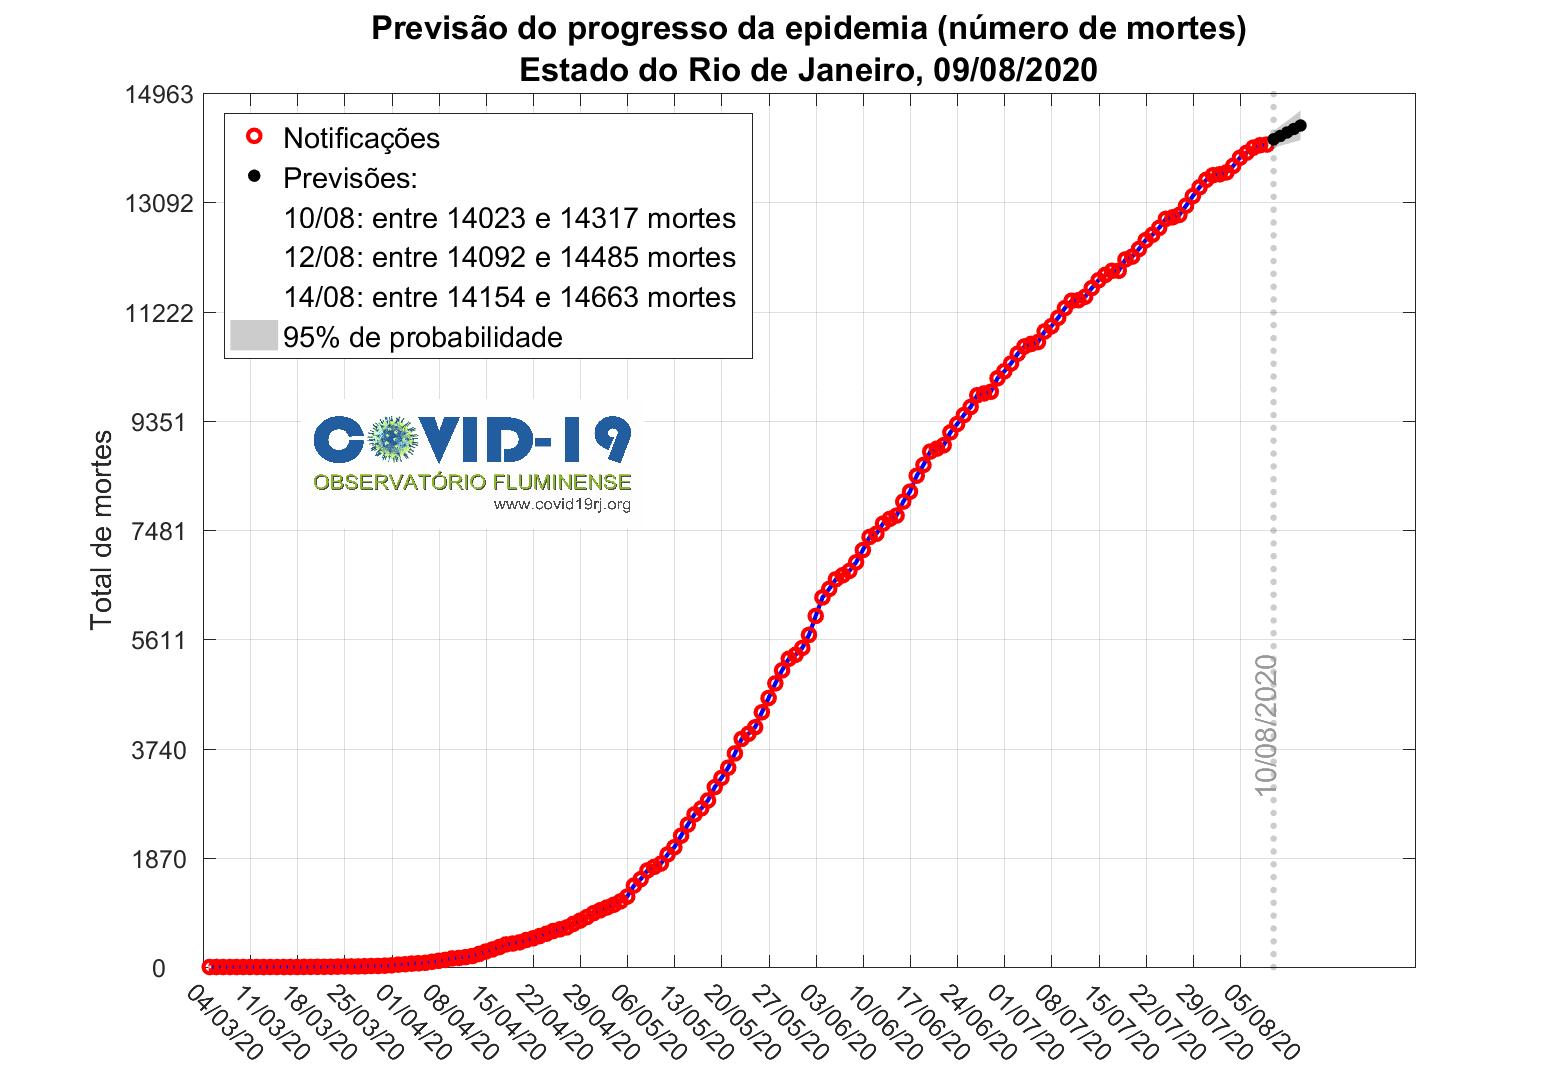 Previsão do progresso da epidemia (número de mortes)
Estado do Rio de Janeiro, 09/08/2020
14963
13092
11222
9351
7481
5611
3740
1870
0
Total de mortes
Notificações
Previsões:
10/08: entre 14023 e 14317 mortes
12/08: entre 14092 e 14485 mortes
14/08: entre 14154 e 14663 mortes
95% de probabilidade
COVID-19
OBSERVATÓRIO FLUMINENSE
www.covid19rj.org
10/08/2020
04/03/20
11/03/20
18/03/20
25/03/20
01/04/20
08/04/20
15/04/20
22/04/20
29/04/20
06/05/20
13/05/20
20/05/20
27/05/20
03/06/20
10/06/20
17/06/20
24/06/20
01/07/20
08/07/20
15/07/20
22/07/20
29/07/20
05/08/20